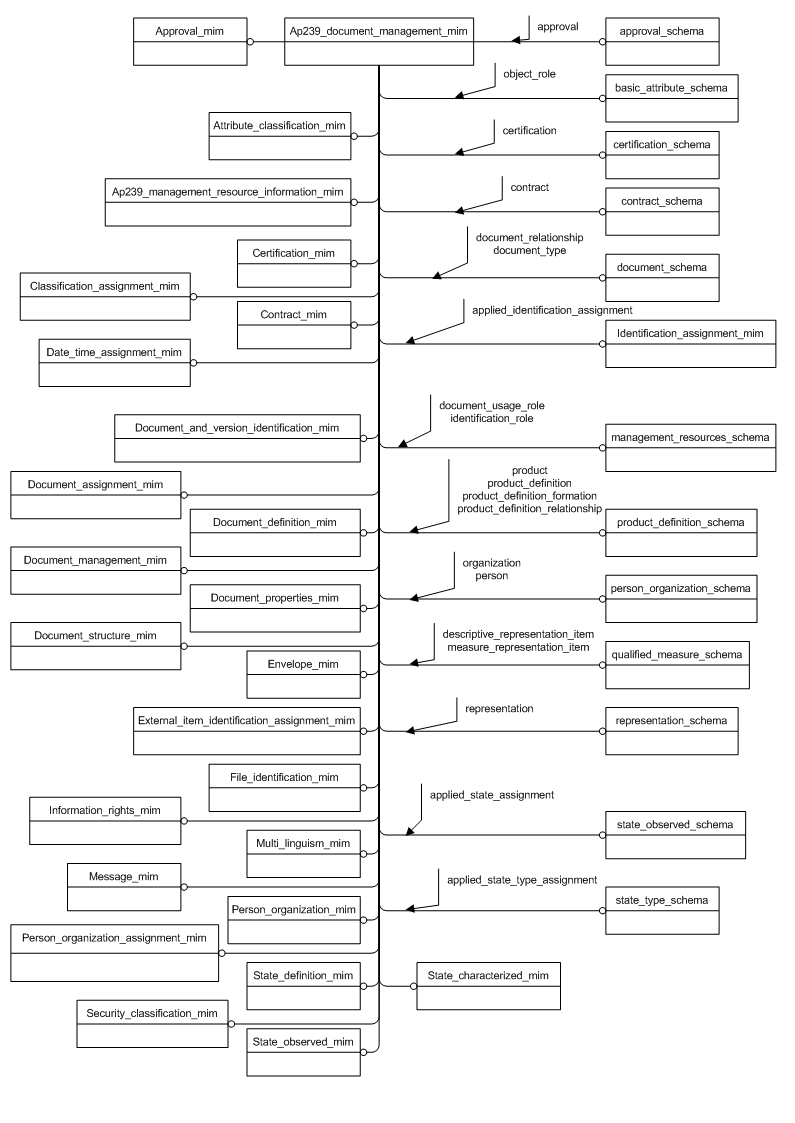 Approval_mim
Ap239_document_management_mim
approval
approval_schema
object_role
basic_attribute_schema
Attribute_classification_mim
certification
certification_schema
Ap239_management_resource_information_mim
contract
contract_schema
Certification_mim
document_relationship
document_type
document_schema
Classification_assignment_mim
Contract_mim
applied_identification_assignment
Identification_assignment_mim
Date_time_assignment_mim
Document_and_version_identification_mim
document_usage_role
identification_role
management_resources_schema
Document_assignment_mim
product
product_definition
product_definition_formation
product_definition_relationship
product_definition_schema
Document_definition_mim
Document_management_mim
organization
person
person_organization_schema
Document_properties_mim
Document_structure_mim
descriptive_representation_item
measure_representation_item
qualified_measure_schema
Envelope_mim
External_item_identification_assignment_mim
representation
representation_schema
File_identification_mim
Information_rights_mim
applied_state_assignment
state_observed_schema
Multi_linguism_mim
Message_mim
applied_state_type_assignment
state_type_schema
Person_organization_mim
Person_organization_assignment_mim
State_definition_mim
State_characterized_mim
Security_classification_mim
State_observed_mim